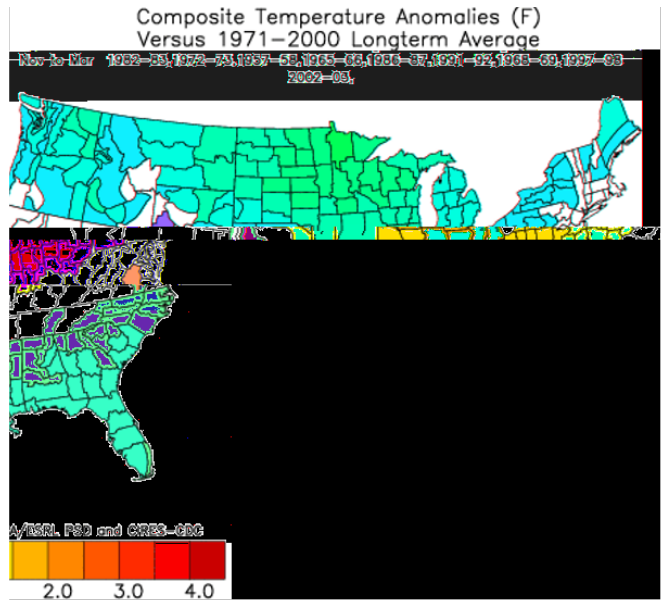 Composite Temperature Anomalies (F)
Versus 1971-2000 Longterm Average
Nov to Mar 1982-83,1972-73,1957-58,1965-66,1986-87,1991-92,1968-69,1997-98
2002-03,
A/ESRL PSD and CIRES-CDC
2.0 3.0 4.0